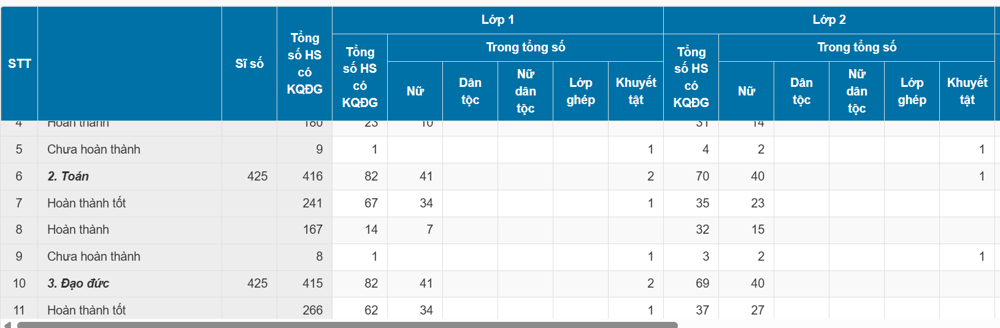 STT Sĩ số Tổng số HS có KQĐG Lớp 1 Lớp 2
Tổng số HS có KQĐG Trong tổng số Tổng số HS có KQĐG Trong tổng số
Nữ Dân tộc Nữ dân tộc Lớp ghép Khuyết tật Nữ Dân tộc Nữ dân tộc Lớp ghép Khuyết tật
4 Hoàn thành 180 23 10 31 14
5 Chưa hoàn thành 9 1 1 4 2 1
6 2. Toán 425 416 82 41 2 70 40 1
7 Hoàn thành tốt 241 67 34 1 35 23
8 Hoàn thành 167 14 7 32 15
9 Chưa hoàn thành 8 1 1 3 2 1
10 3. Đạo đức 425 415 82 41 2 69 40
11 Hoàn thành tốt 266 62 34 1 37 27